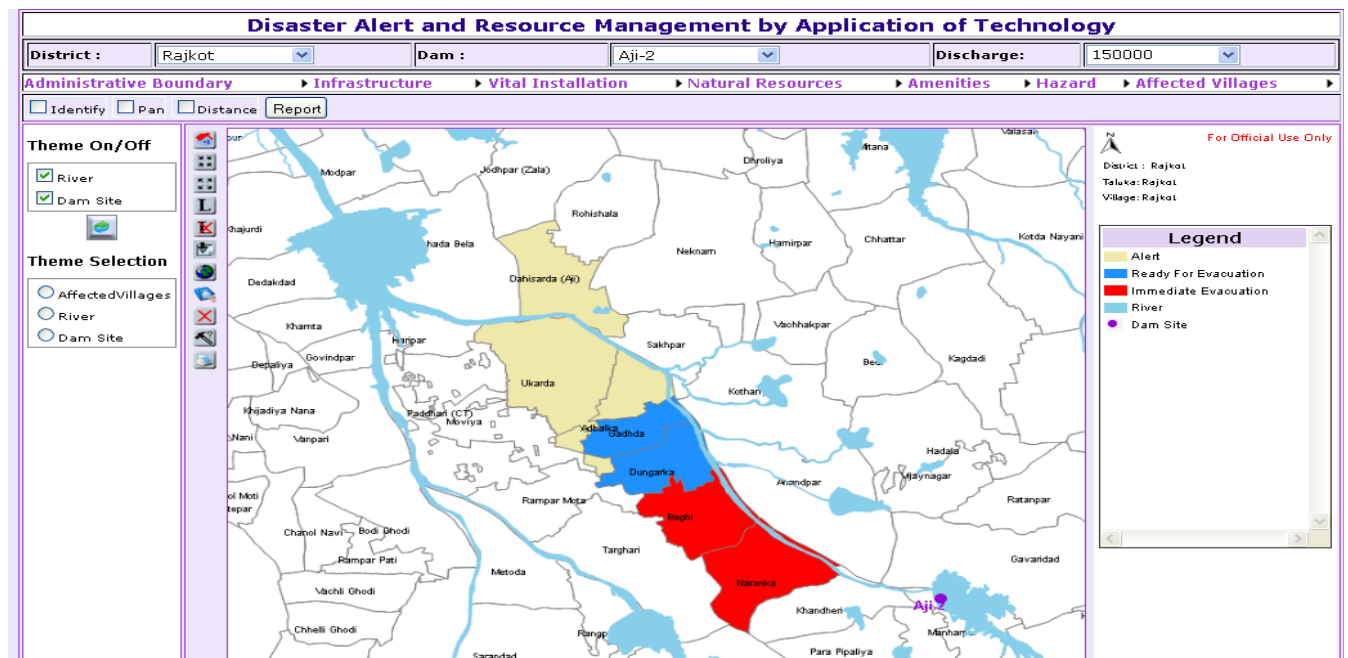 Disaster Alert and Resource Management by Application of Technology
District : Rajkot Dam : Aji-2 Discharge: 150000
Administrative Boundary Infrastructure Vital Installation Natural Resources Amenities Hazard Affected Villages
Identify Pan Distance Report
Theme On/Off
River
Dam Site
Theme Selection
AffectedVillages
River
Dam Site
L
Modpar
Jodhpar (Zala)
Dhroliya
Rohishala
hajurdi
hada Bela
Neknam
Hamirpar
Chhattar
Kotda Nayani
Dedakdad
Dahisarda (Aji)
Khamta
Haripar
Sakhpar
Vachhakpar
Depaliya
Govindpar
Ukarda
Kothari
Kagdadi
Khijadiya Nana
Paddhari (CT)
Moviya
Adbalka
Gadhda
Nani
Vanpari
Dungarka
Anandpar
Hadala
Vijaynagar
ol Moti
tepar
Rampar Mota
Baghi
Ratanpar
Chanol Navi
Bodi Ghodi
Rampar Pati
Targhari
Gavaridad
Metoda
Naranka
Vachli Ghodi
Khandheri
Aji-2
Chhelli Ghodi
Rangp
Para Pipaliya
Sarandad
N
For Official Use Only
District : Rajkot
Taluka: Rajkot
Village: Rajkot
Legend
Alert
Ready For Evacuation
Immediate Evacuation
River
Dam Site